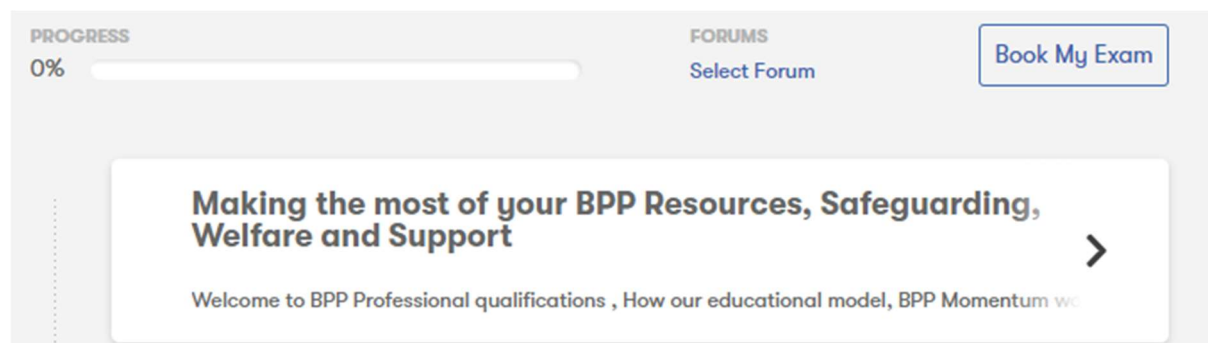 PROGRESS
0%
FORUMS
Select Forum
Book My Exam
Making the most of your BPP Resources, Safeguarding,
Welfare and Support
Welcome to BPP Professional qualifications , How our educational model, BPP Momentum